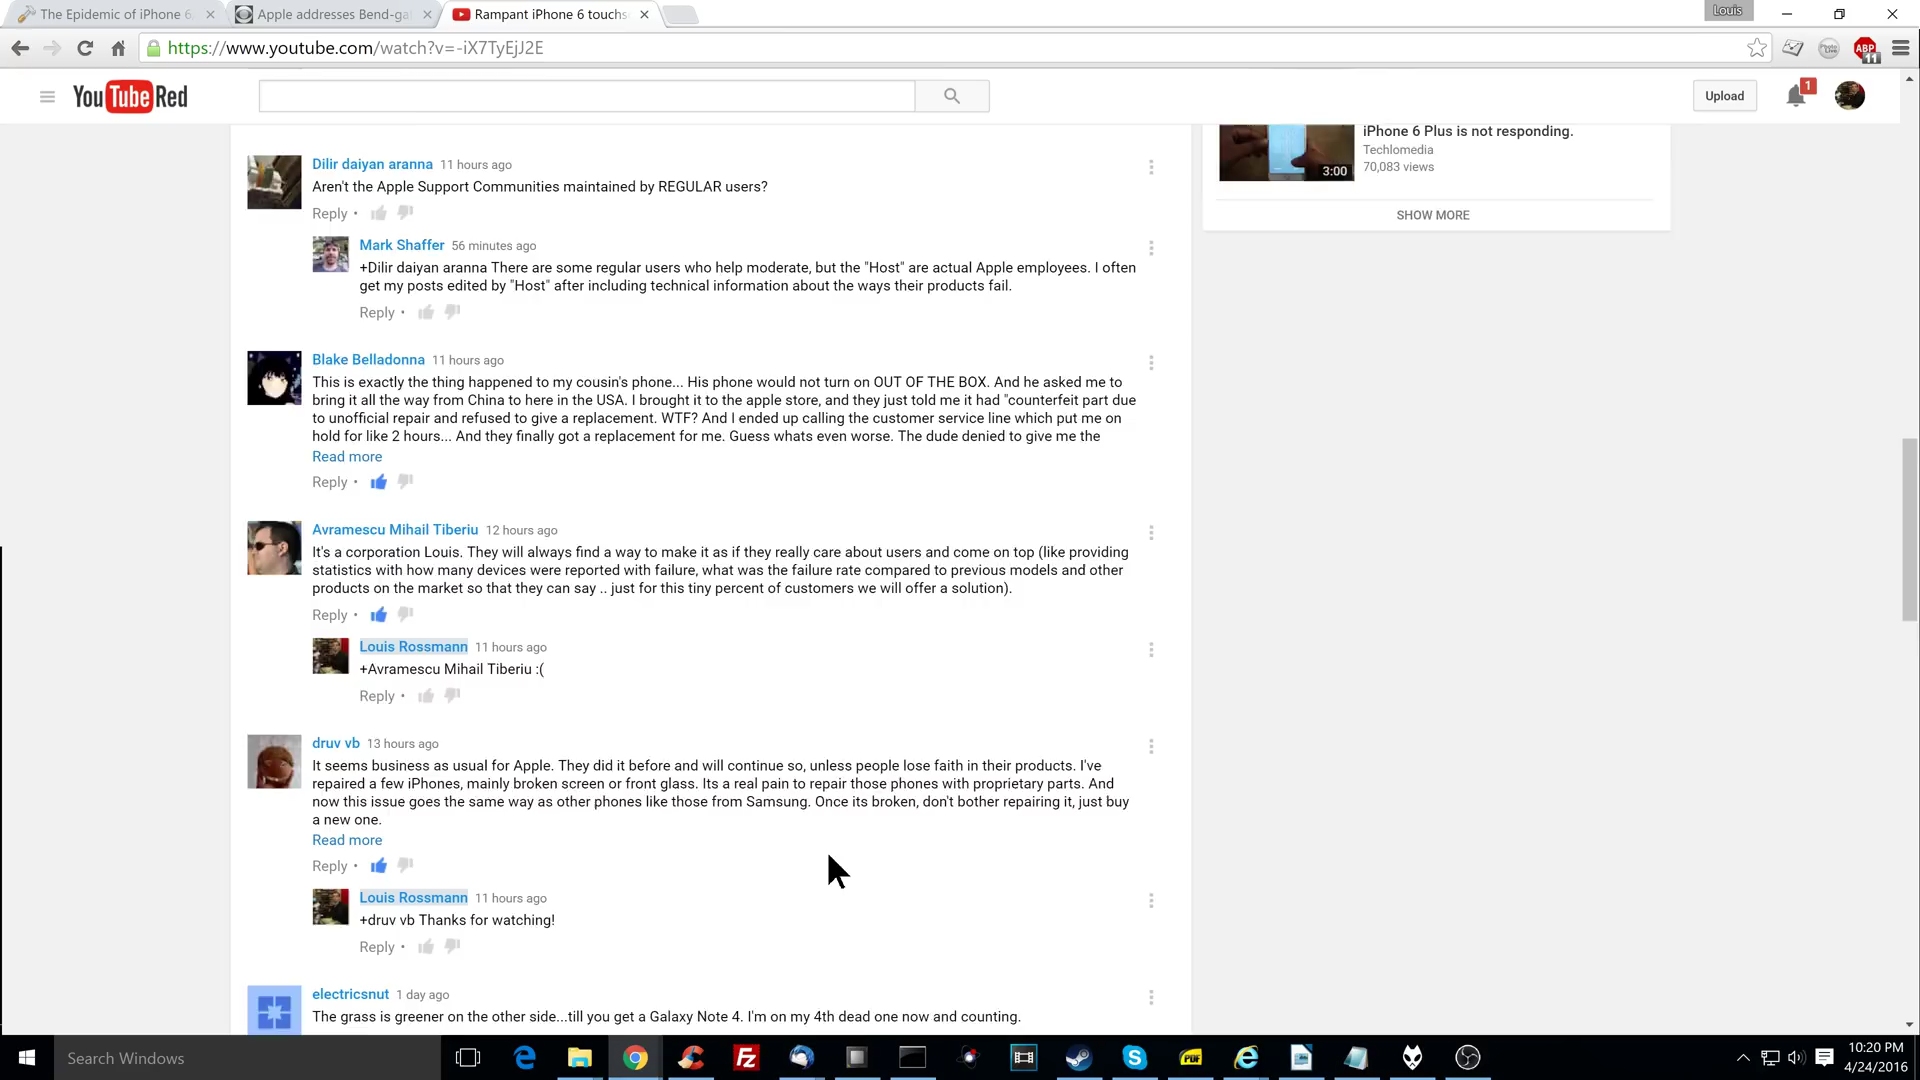 The Epidemic of iPhone 6
Apple addresses Bend-ga
Rampant iPhone 6 touchs
Louis
https://www.youtube.com/watch?v=-iX7TyEjJ2E
ABP
11
YouTube Red
Upload
1
iPhone 6 Plus is not responding.
Techlomedia
70,083 views
3:00
SHOW MORE
Dilir daiyan aranna 11 hours ago
Aren't the Apple Support Communities maintained by REGULAR users?
Reply •
Mark Shaffer 56 minutes ago
+Dilir daiyan aranna There are some regular users who help moderate, but the "Host" are actual Apple employees. I often
get my posts edited by "Host" after including technical information about the ways their products fail.
Reply •
Blake Belladonna 11 hours ago
This is exactly the thing happened to my cousin's phone... His phone would not turn on OUT OF THE BOX. And he asked me to
bring it all the way from China to here in the USA. I brought it to the apple store, and they just told me it had "counterfeit part due
to unofficial repair and refused to give a replacement. WTF? And I ended up calling the customer service line which put me on
hold for like 2 hours... And they finally got a replacement for me. Guess whats even worse. The dude denied to give me the
Read more
Reply •
Avramescu Mihail Tiberiu 12 hours ago
It's a corporation Louis. They will always find a way to make it as if they really care about users and come on top (like providing
statistics with how many devices were reported with failure, what was the failure rate compared to previous models and other
products on the market so that they can say .. just for this tiny percent of customers we will offer a solution).
Reply •
Louis Rossmann 11 hours ago
+Avramescu Mihail Tiberiu :(
Reply •
druv vb 13 hours ago
It seems business as usual for Apple. They did it before and will continue so, unless people lose faith in their products. I've
repaired a few iPhones, mainly broken screen or front glass. Its a real pain to repair those phones with proprietary parts. And
now this issue goes the same way as other phones like those from Samsung. Once its broken, don't bother repairing it, just buy
a new one.
Read more
Reply •
Louis Rossmann 11 hours ago
+druv vb Thanks for watching!
Reply •
electricsnut 1 day ago
The grass is greener on the other side...till you get a Galaxy Note 4. I'm on my 4th dead one now and counting.
Search Windows
10:20 PM
4/24/2016